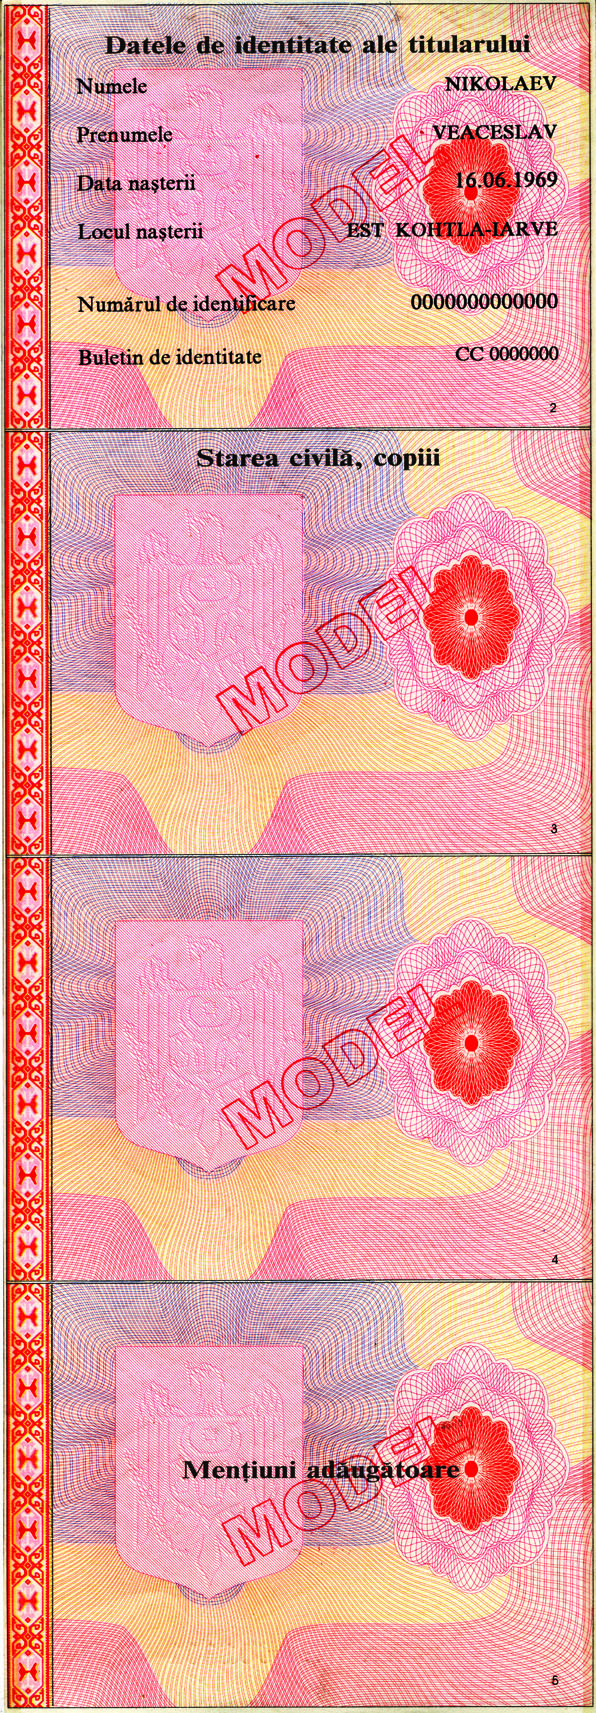 Datele de identitate ale titularului
Numele NIKOLAEV
Prenumele VEACESLAV
Data nașterii 16.06.1969
Locul nașterii EST KOHTLA-IARVE
Numărul de identificare 0000000000000
Buletin de identitate CC 0000000
MODEL
2
Starea civilă, copiii
MODEL
3
MODEL
4
Mențiuni adăugătoare
MODEL
5